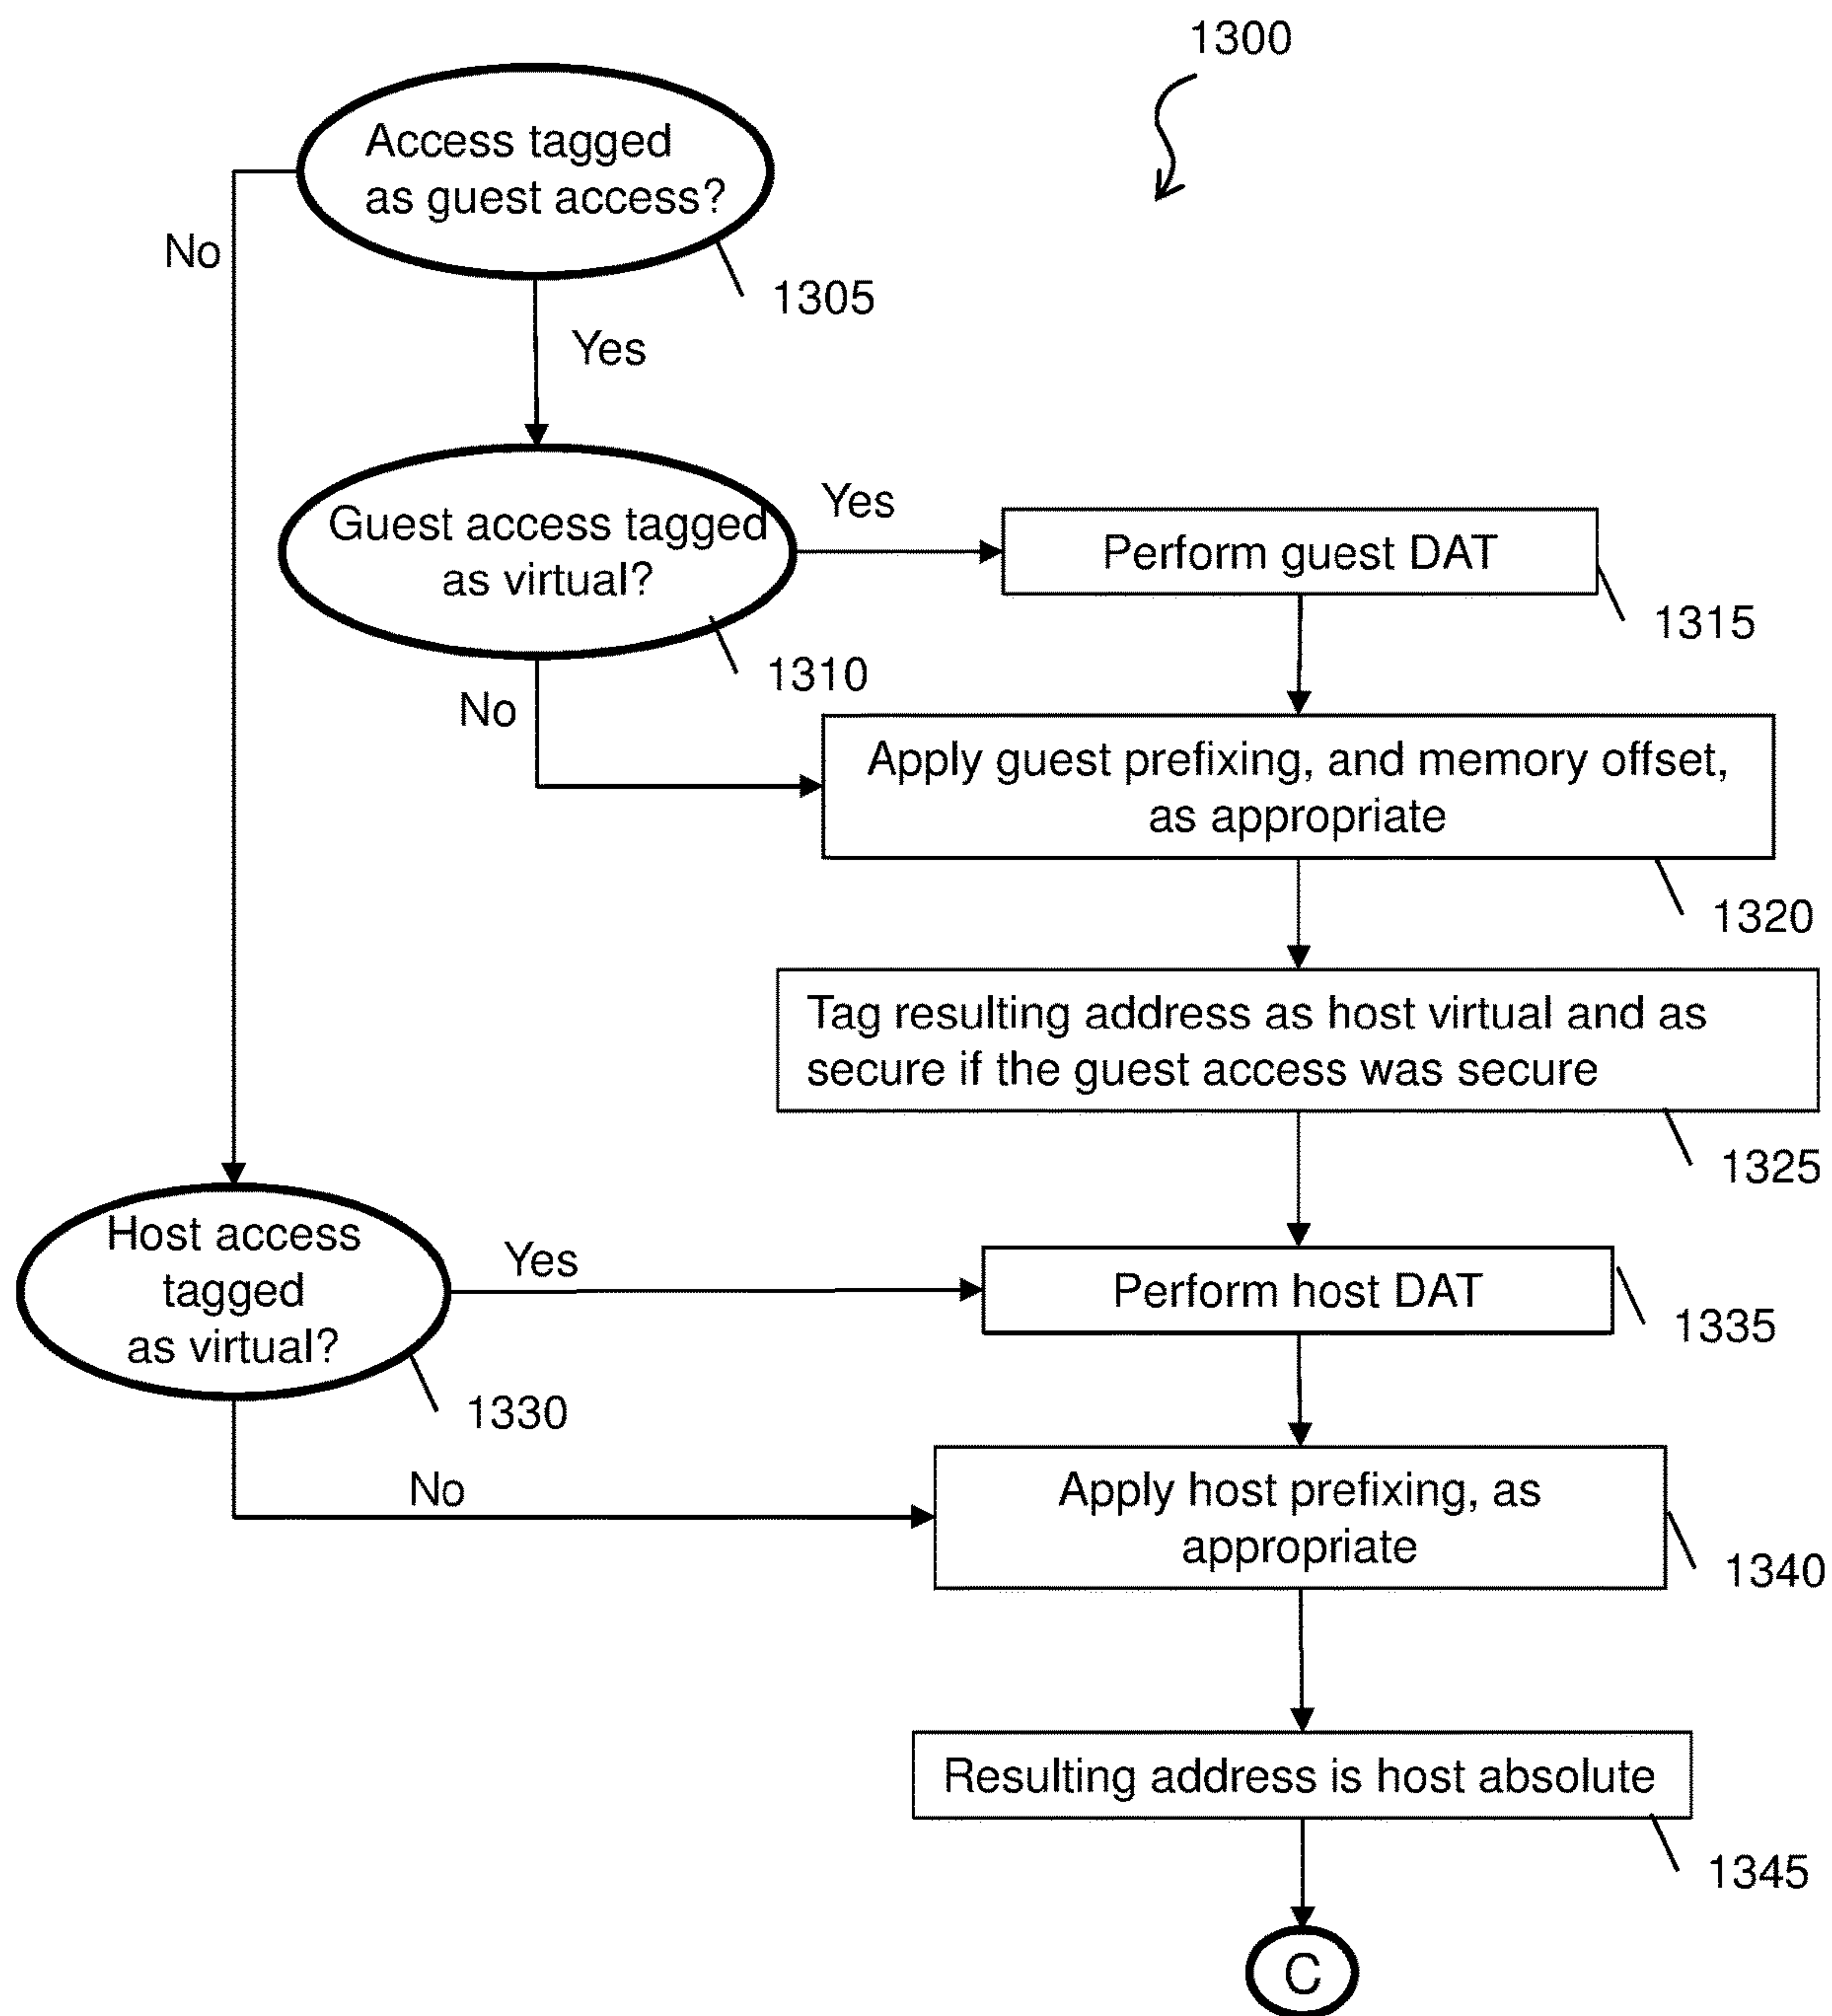 1300
Access tagged
as guest access?
No
1305
Yes
Guest access tagged
as virtual?
Yes
Perform guest DAT
1315
1310
No
Apply guest prefixing, and memory offset,
as appropriate
1320
Tag resulting address as host virtual and as
secure if the guest access was secure
1325
Host access
tagged
as virtual?
Yes
Perform host DAT
1335
1330
No
Apply host prefixing, as
appropriate
1340
Resulting address is host absolute
1345
C